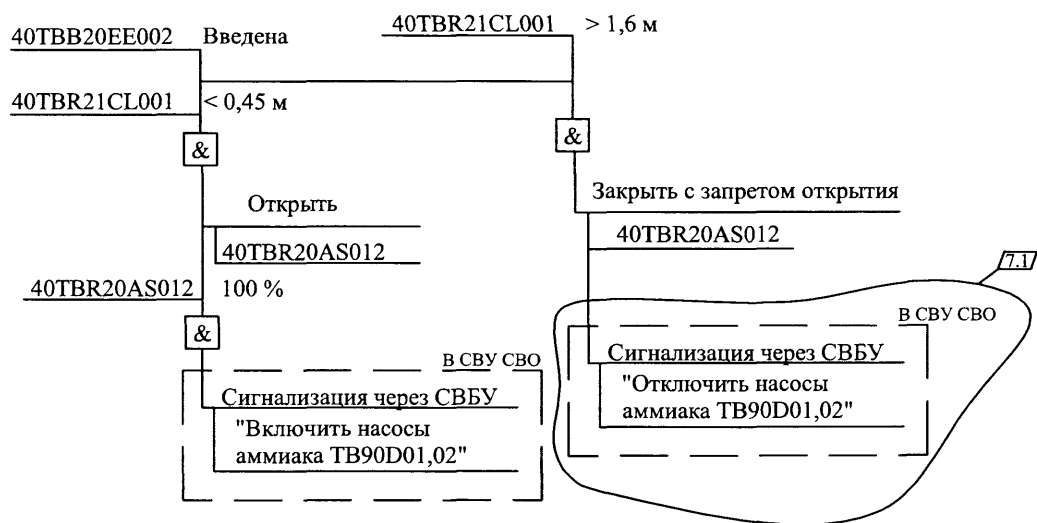 40TBB20EE002 Введена
40TBR21CL001 > 1,6 м
40TBR21CL001 < 0,45 м
&
&
Открыть
40TBR20AS012
Закрыть с запретом открытия
40TBR20AS012
40TBR20AS012 100 %
&
7.1
В СВУ СВО
Сигнализация через СВБУ
"Включить насосы
аммиака TB90D01,02"
В СВУ СВО
Сигнализация через СВБУ
"Отключить насосы
аммиака TB90D01,02"